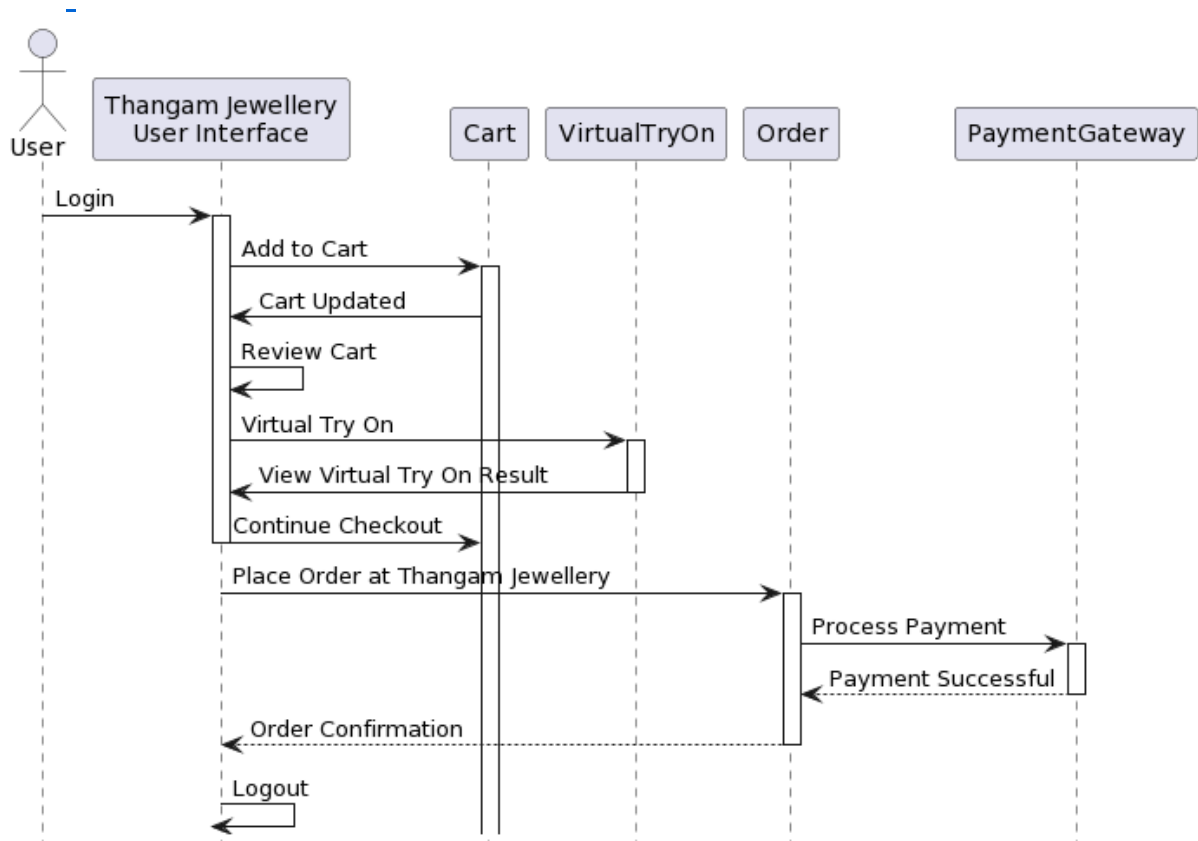 Thangam Jewellery
User Interface
User
Cart
VirtualTryOn
Order
PaymentGateway
Login
Add to Cart
Cart Updated
Review Cart
Virtual Try On
View Virtual Try On Result
Continue Checkout
Place Order at Thangam Jewellery
Process Payment
Payment Successful
Order Confirmation
Logout